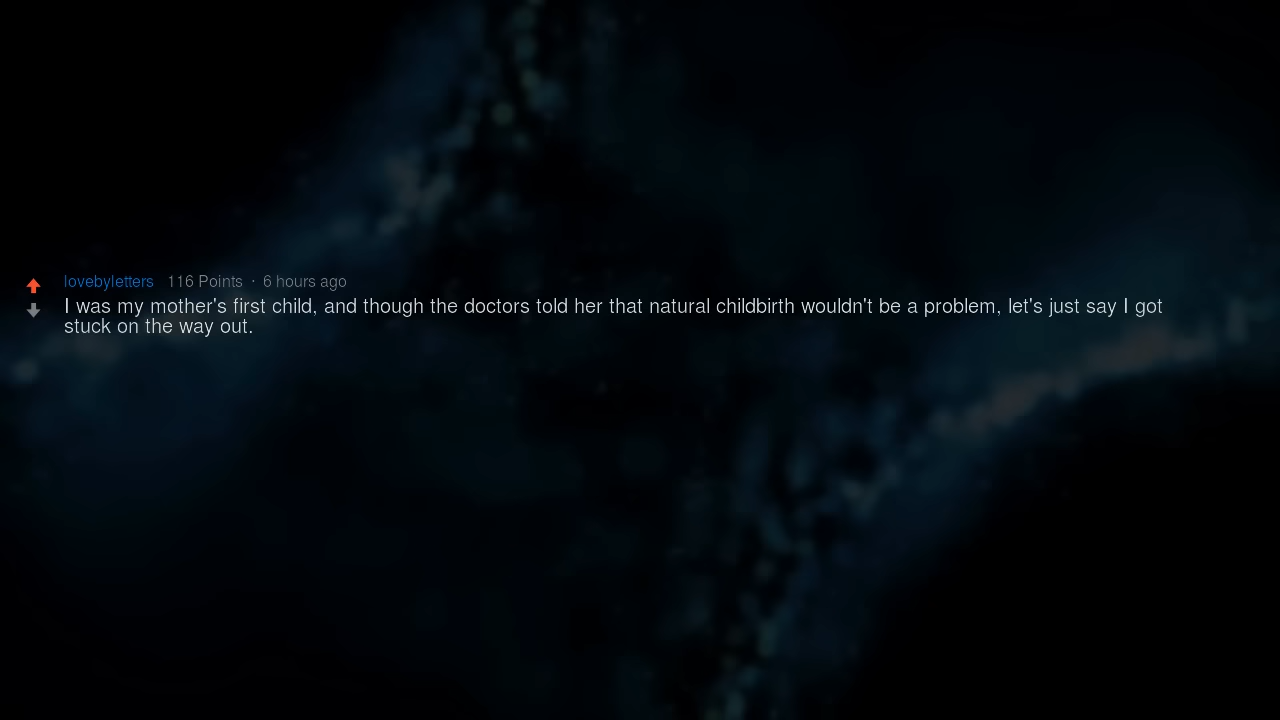 lovebyletters 116 Points · 6 hours ago
I was my mother's first child, and though the doctors told her that natural childbirth wouldn't be a problem, let's just say I got
stuck on the way out.